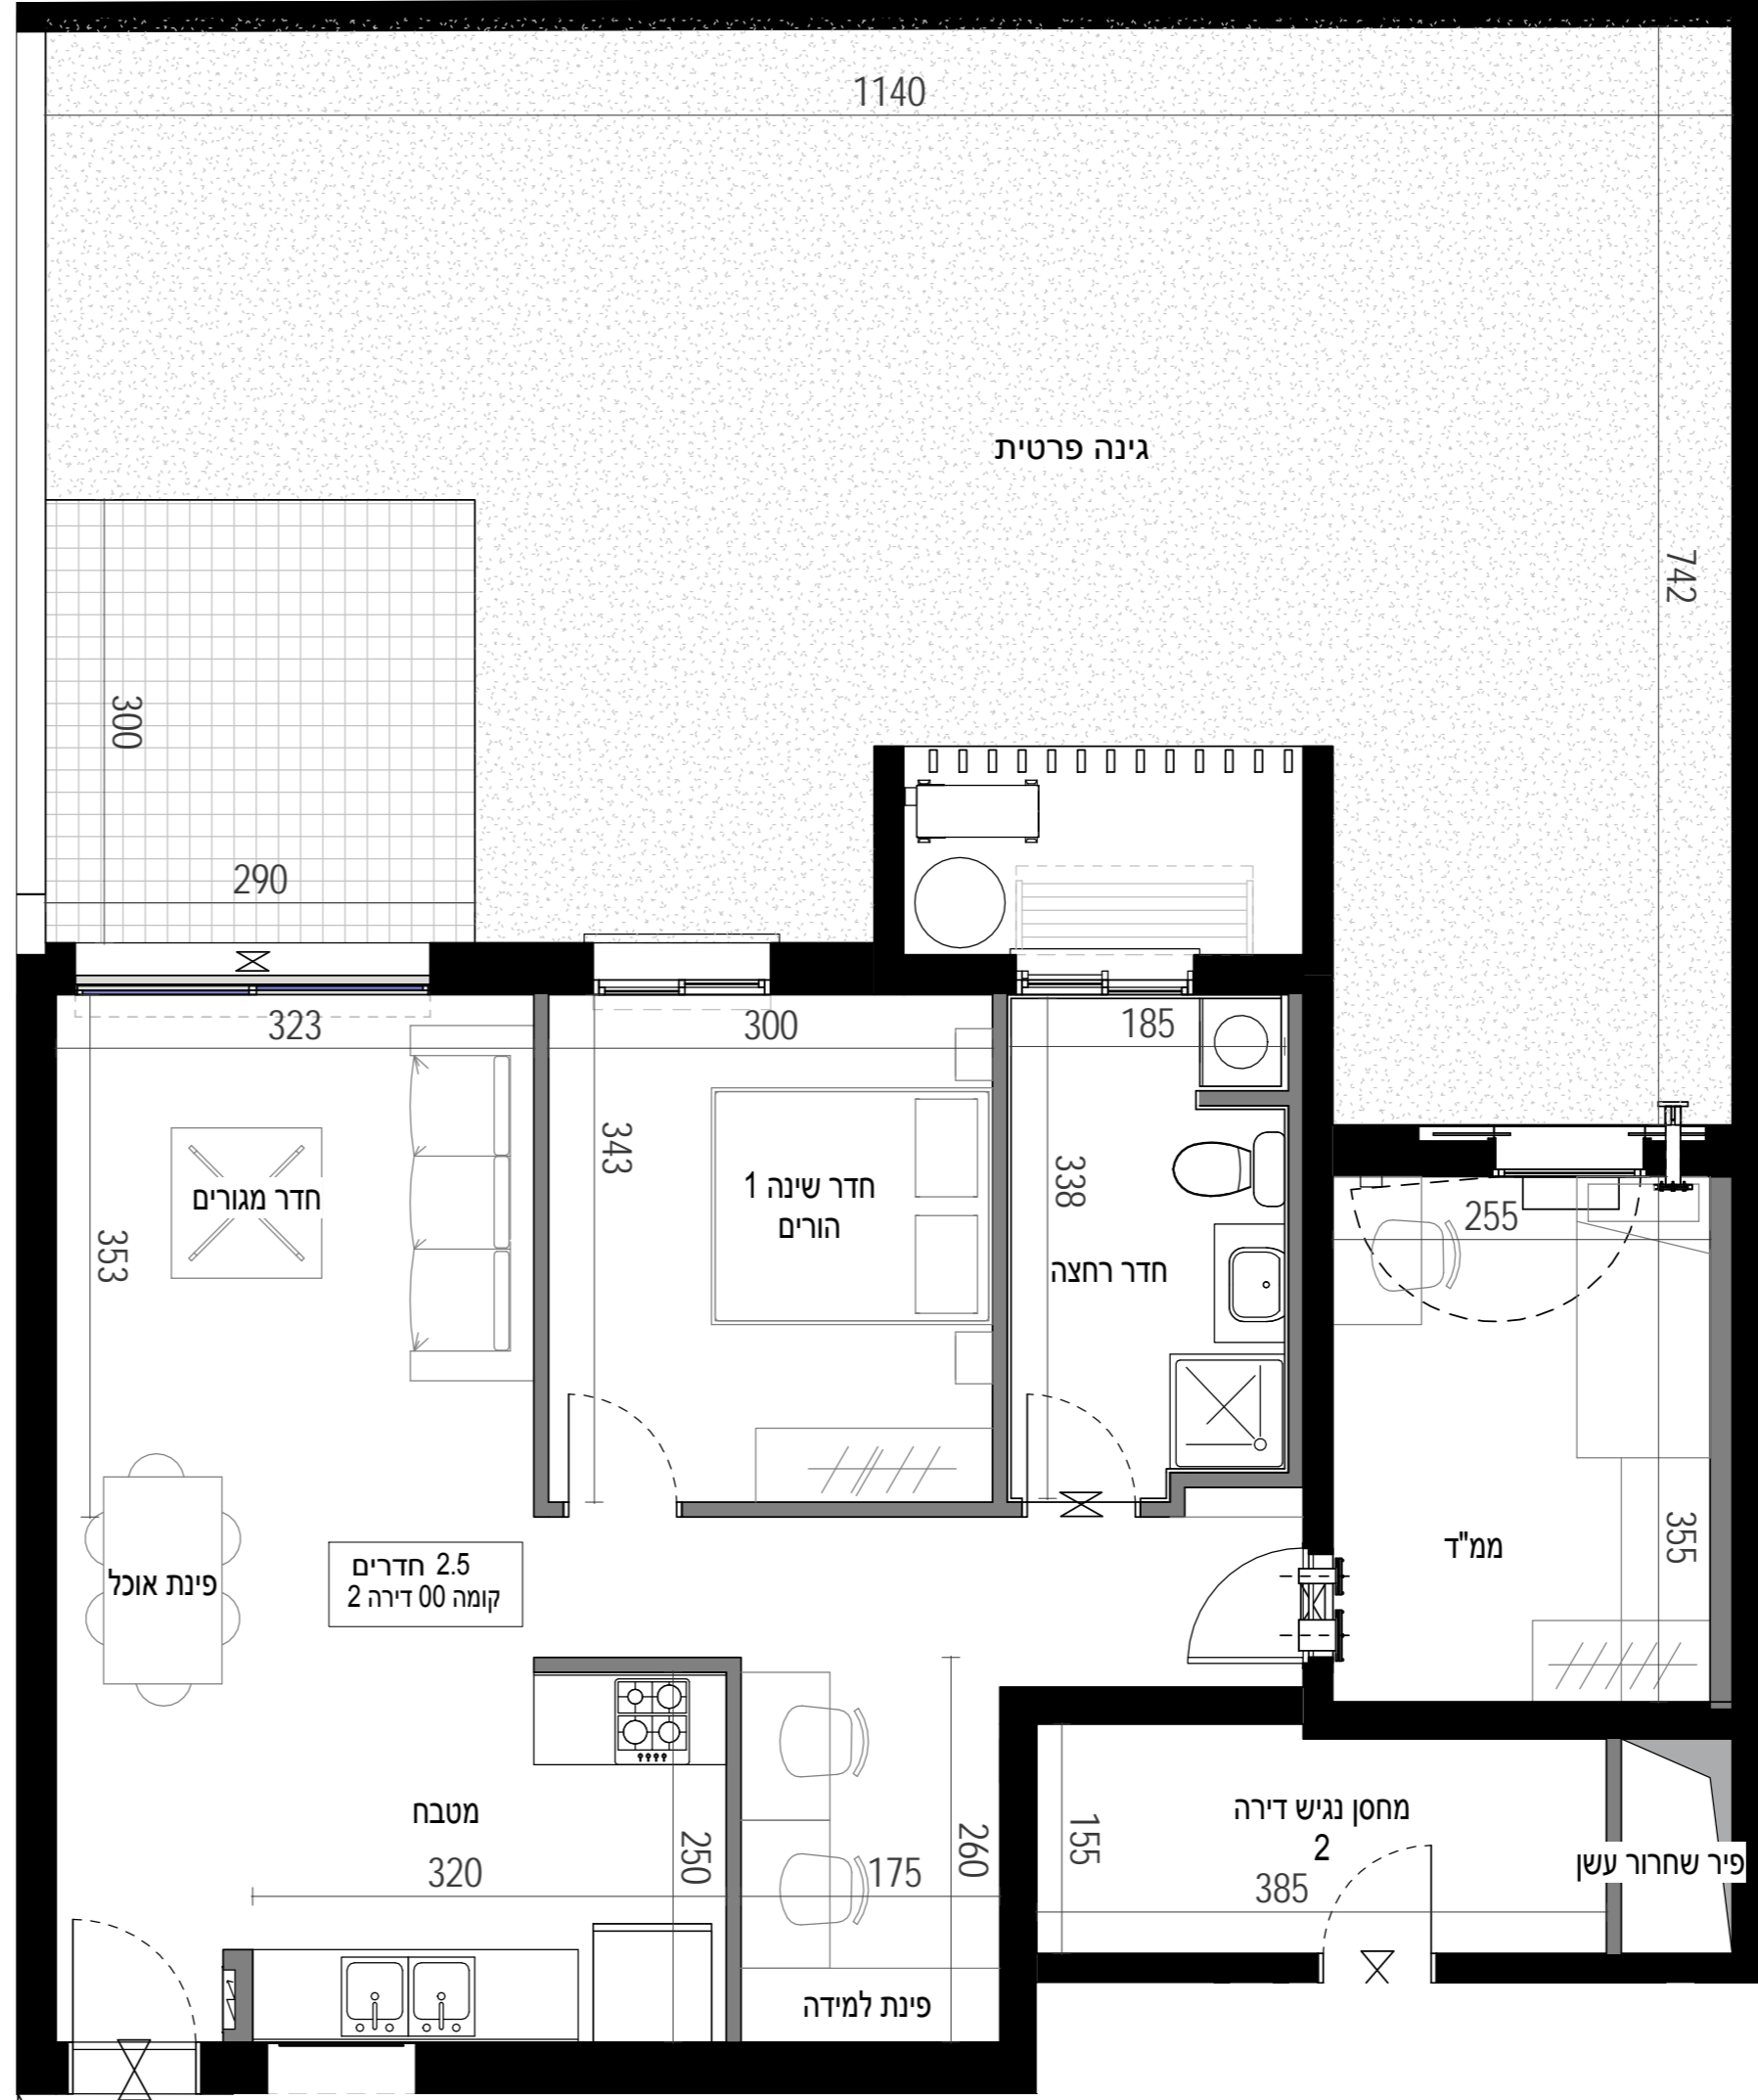 1140
גינה פרטית
742
300
290
323
300
185
343
338
353
חדר מגורים
חדר שינה 1
הורים
חדר רחצה
255
355
ממ"ד
פינת אוכל
2.5 חדרים
קומה 00 דירה 2
מטבח
320
250
175
260
155
מחסן נגיש דירה
2
385
פיר שחרור עשן
פינת למידה